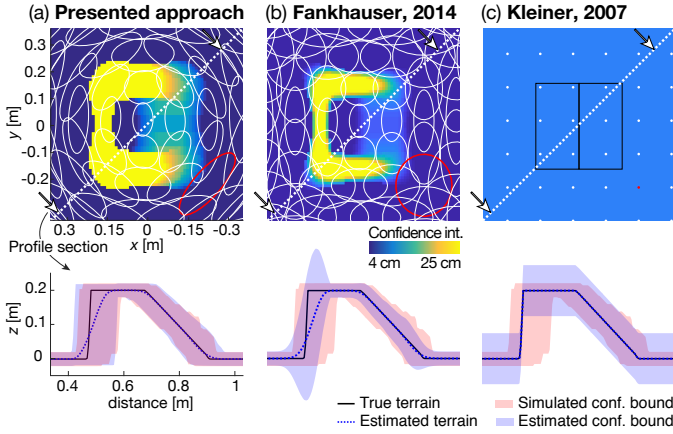 (a) Presented approach
(b) Fankhauser, 2014
(c) Kleiner, 2007
0.3
0.2
0.1
0
-0.1
-0.2
y [m]
0.3 0.15 0 -0.15 -0.3
x [m]
Profile section
Confidence int.
4 cm 25 cm
0.2
0
z [m]
0.4 0.6 0.8 1
distance [m]
True terrain
Estimated terrain
Simulated conf. bound
Estimated conf. bound